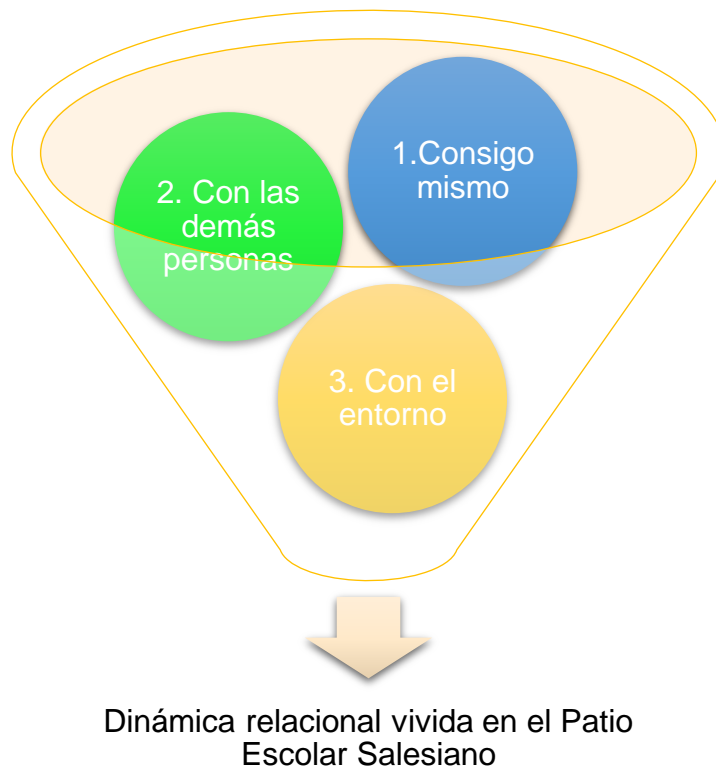 1.Consigo
mismo
2. Con las
demás
personas
3. Con el
entorno
Dinámica relacional vivida en el Patio
Escolar Salesiano